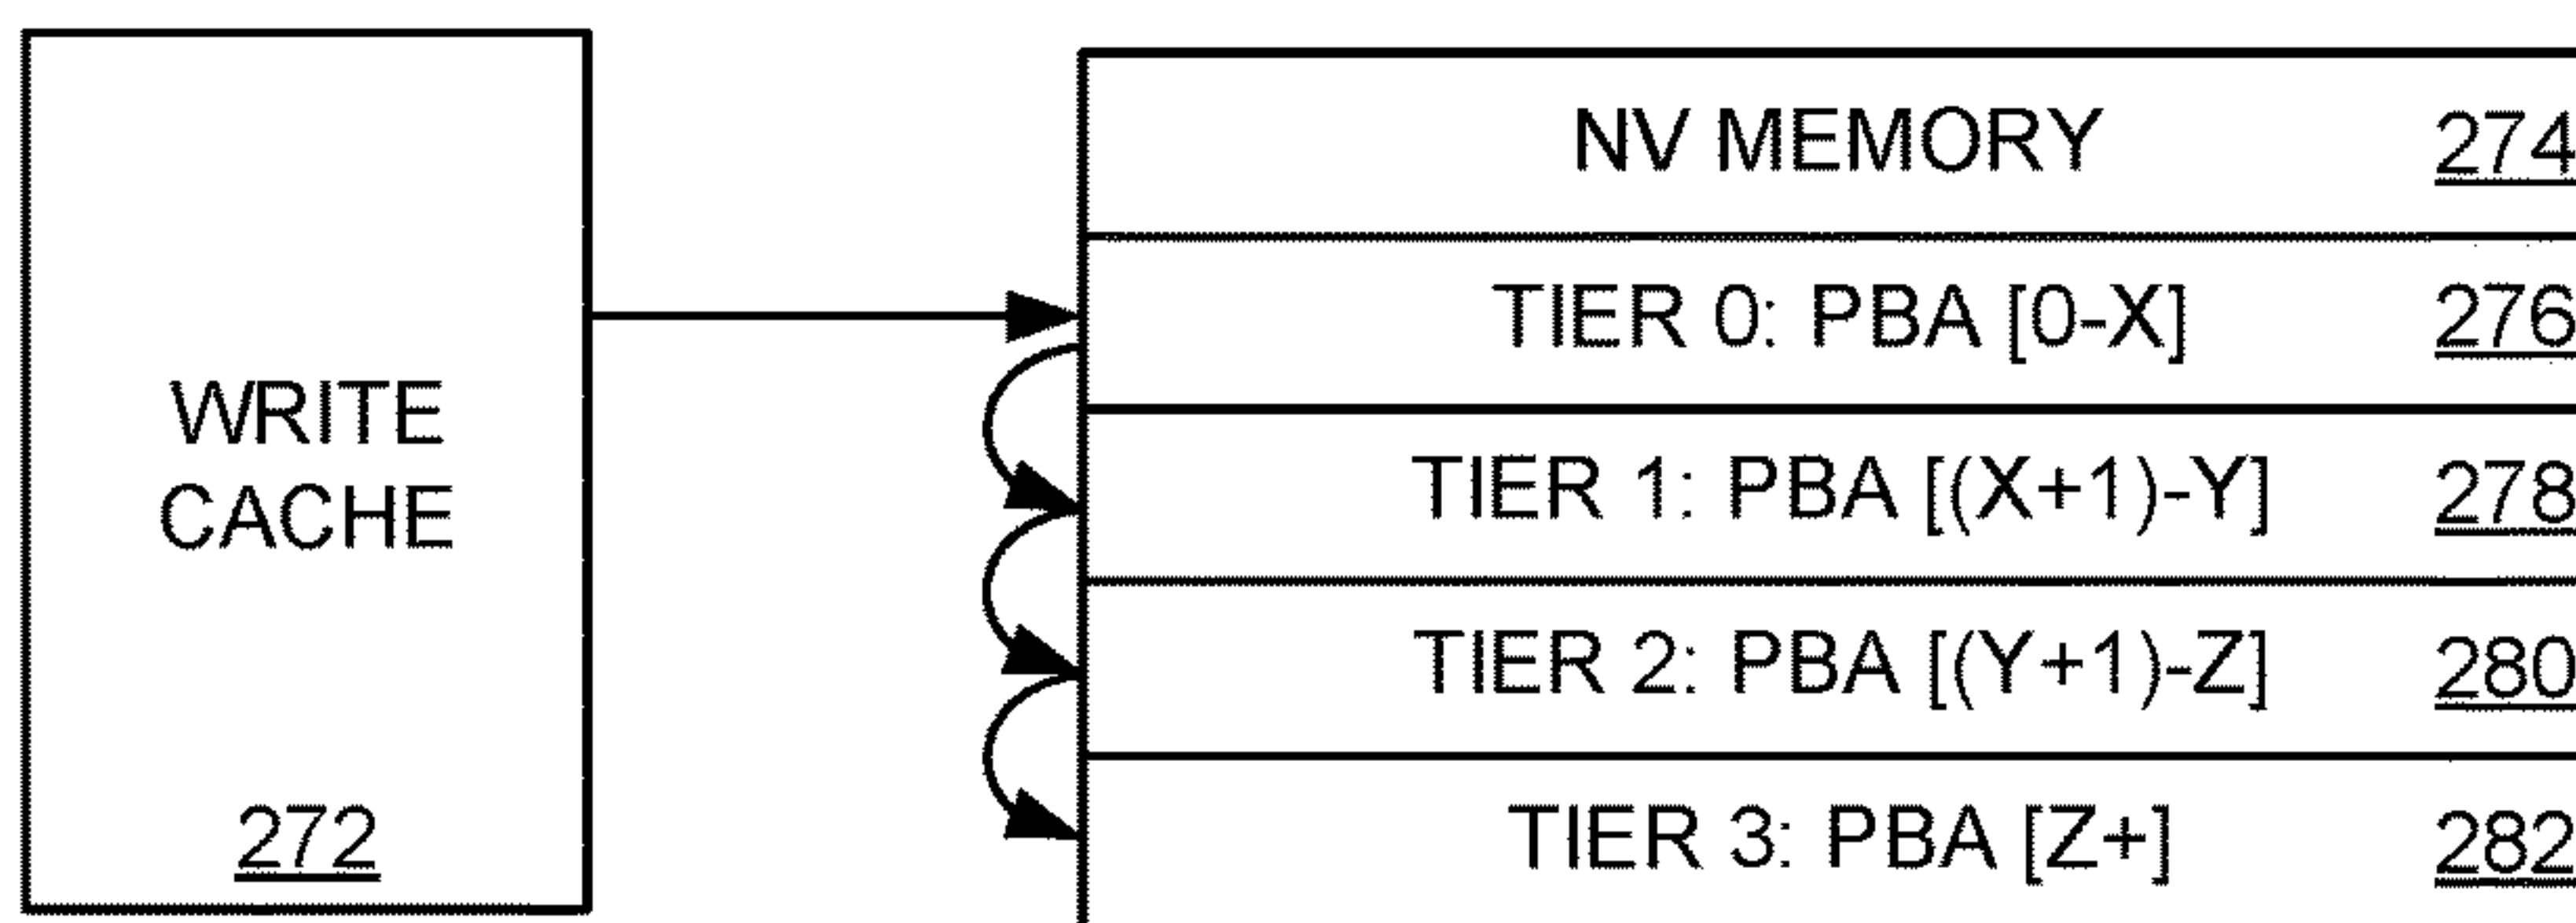 WRITE
CACHE
272
NV MEMORY 274
TIER 0: PBA [0-X] 276
TIER 1: PBA [(X+1)-Y] 278
TIER 2: PBA [(Y+1)-Z] 280
TIER 3: PBA [Z+] 282